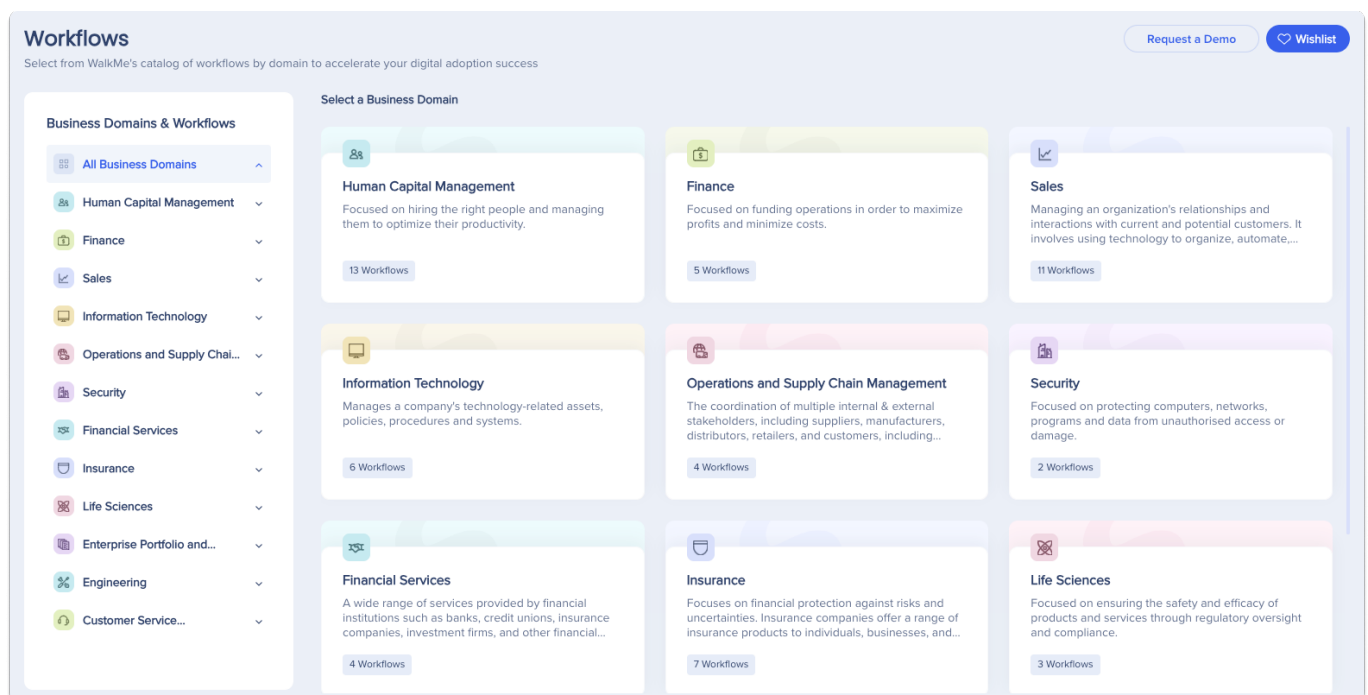 Workflows
Select from WalkMe's catalog of workflows by domain to accelerate your digital adoption success
Request a Demo
Wishlist
Business Domains & Workflows
All Business Domains
Human Capital Management
Finance
Sales
Information Technology
Operations and Supply Chai...
Security
Financial Services
Insurance
Life Sciences
Enterprise Portfolio and...
Engineering
Customer Service...
Select a Business Domain
Human Capital Management
Focused on hiring the right people and managing
them to optimize their productivity.
13 Workflows
Finance
Focused on funding operations in order to maximize
profits and minimize costs.
5 Workflows
Sales
Managing an organization's relationships and
interactions with current and potential customers. It
involves using technology to organize, automate,...
11 Workflows
Information Technology
Manages a company's technology-related assets,
policies, procedures and systems.
6 Workflows
Operations and Supply Chain Management
The coordination of multiple internal & external
stakeholders, including suppliers, manufacturers,
distributors, retailers, and customers, including...
4 Workflows
Security
Focused on protecting computers, networks,
programs and data from unauthorised access or
damage.
2 Workflows
Financial Services
A wide range of services provided by financial
institutions such as banks, credit unions, insurance
companies, investment firms, and other financial...
4 Workflows
Insurance
Focuses on financial protection against risks and
uncertainties. Insurance companies offer a range of
insurance products to individuals, businesses, and...
7 Workflows
Life Sciences
Focused on ensuring the safety and efficacy of
products and services through regulatory oversight
and compliance.
3 Workflows